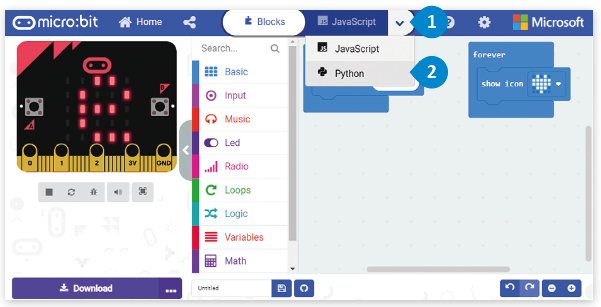 micro:bit
Home
Blocks
JavaScript
1
Microsoft
JavaScript
Python
2
Search...
Basic
Input
Music
Led
Radio
Loops
Logic
Variables
Math
forever
show icon
A
B
0 1 2 3V GND
Download
...
Untitled